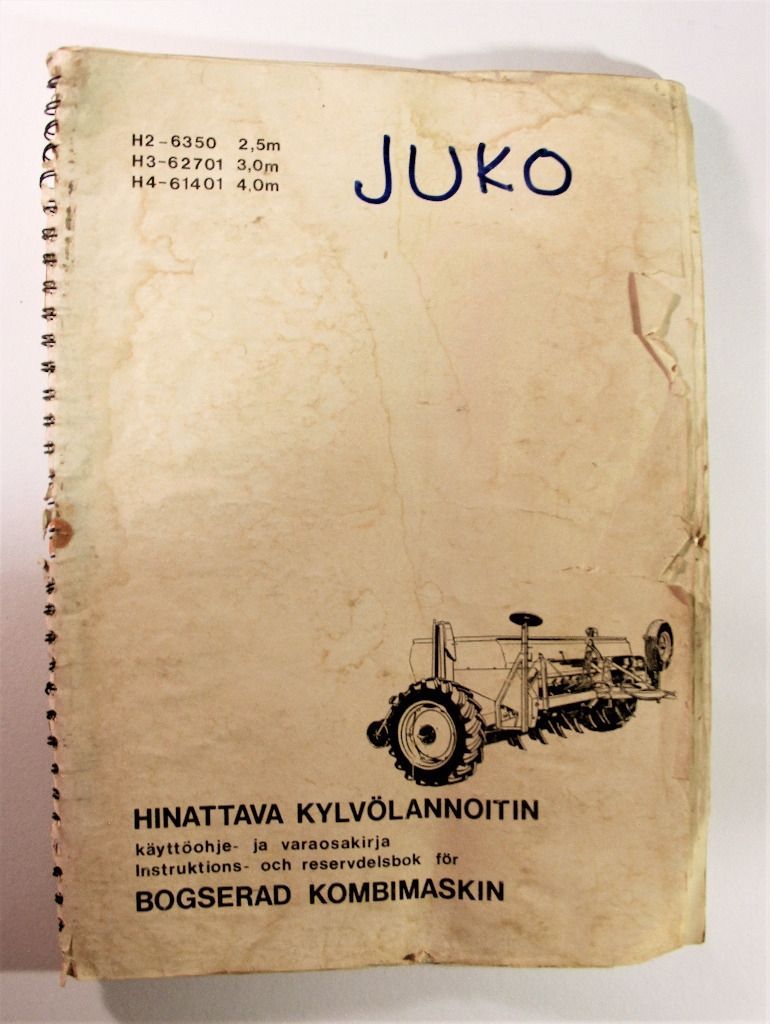 H2-6350 2,5m
H3-62701 3,0m
H4-61401 4,0m
JUKO
HINATTAVA KYLVÖLANNOITIN
käyttöohje- ja varaosakirja
Instruktions- och reservdelsbok för
BOGSERAD KOMBIMASKIN